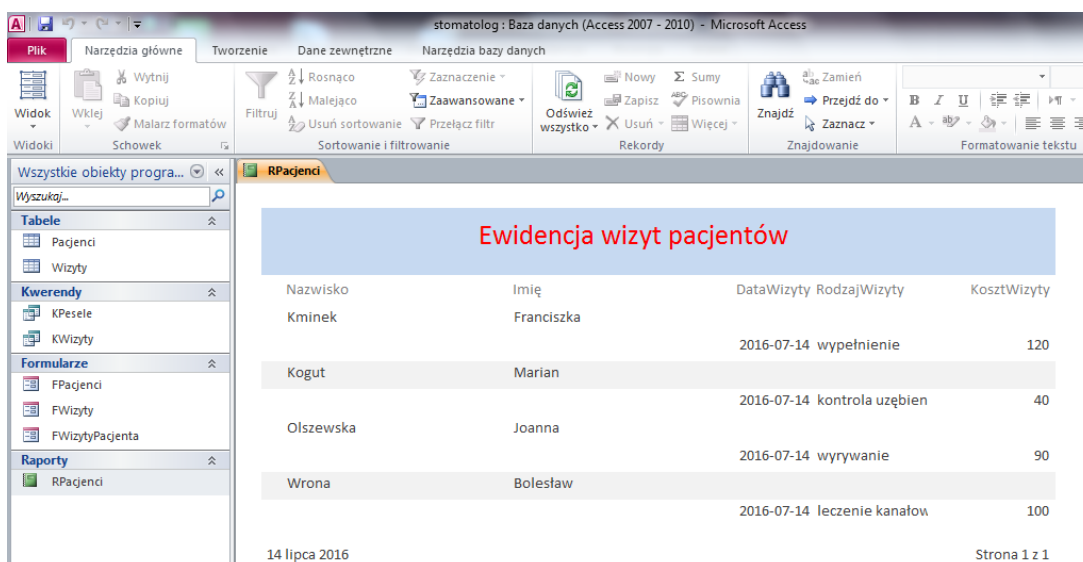 stomatolog : Baza danych (Access 2007 - 2010) - Microsoft Access
Plik Narzędzia główne Tworzenie Dane zewnętrzne Narzędzia bazy danych
Widok
Wklej
Wytnij
Kopiuj
Malarz formatów
Filtruj
Rosnąco
Malejąco
Usuń sortowanie
Zaznaczenie
Zaawansowane
Przełącz filtr
Odśwież
wszystko
Nowy
Zapisz
Usuń
Sumy
Pisownia
Więcej
Znajdź
Zamień
Przejdź do
Zaznacz
B I U
A
Widoki Schowek Sortowanie i filtrowanie Rekordy Znajdowanie Formatowanie tekstu
Wszystkie obiekty progra...
Wyszukaj...
Tabele
Pacjenci
Wizyty
Kwerendy
KPesele
KWizyty
Formularze
FPacjenci
FWizyty
FWizytyPacjenta
Raporty
RPacjenci
RPacjenci
Ewidencja wizyt pacjentów
Nazwisko Imię DataWizyty RodzajWizyty KosztWizyty
Kminek Franciszka
2016-07-14 wypełnienie 120
Kogut Marian
2016-07-14 kontrola uzębien 40
Olszewska Joanna
2016-07-14 wyrywanie 90
Wrona Bolesław
2016-07-14 leczenie kanałow 100
14 lipca 2016 Strona 1 z 1